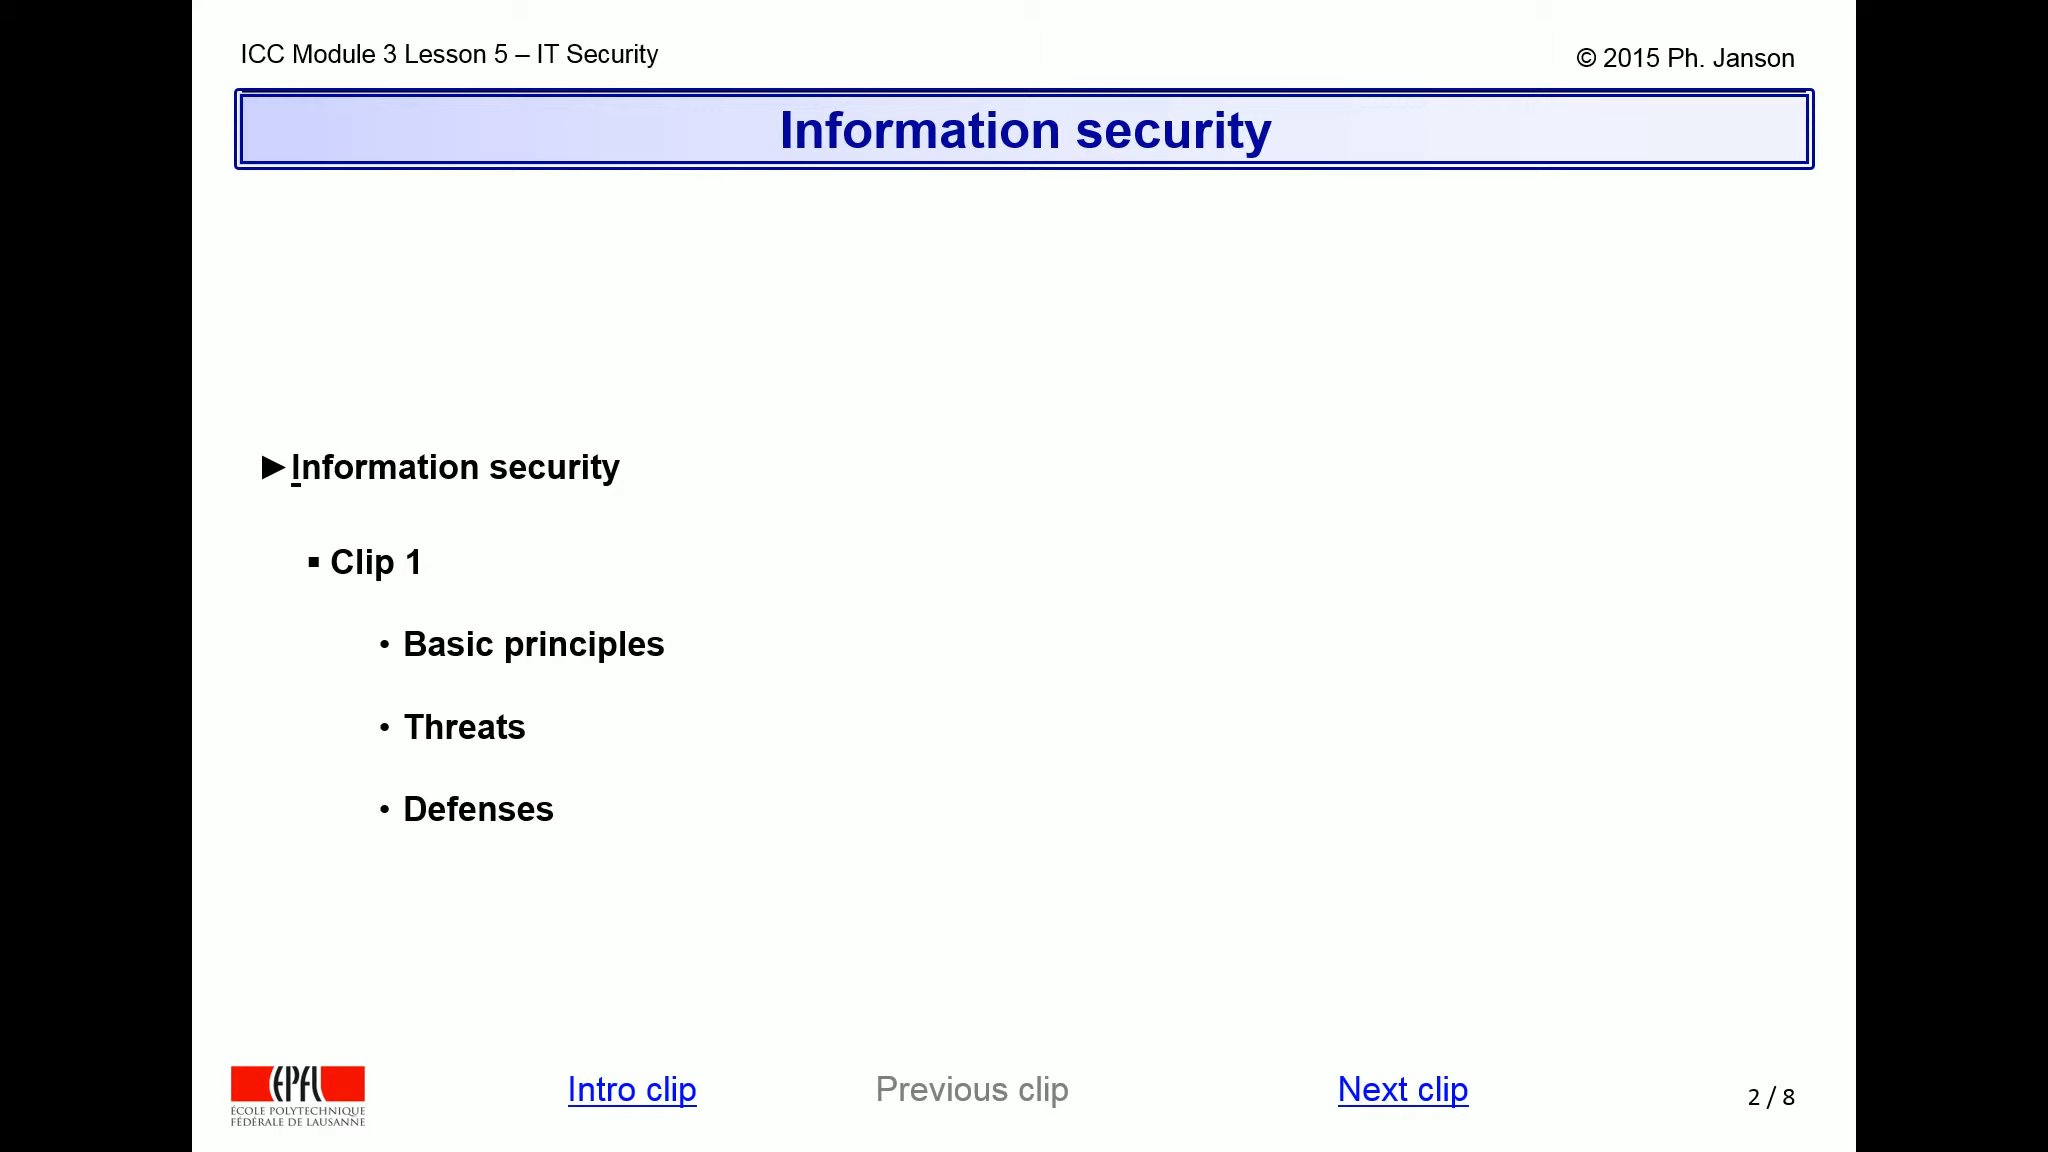 ICC Module 3 Lesson 5 – IT Security
© 2015 Ph. Janson
Information security
►Information security
▪ Clip 1
• Basic principles
• Threats
• Defenses
EPFL
ÉCOLE POLYTECHNIQUE
FÉDÉRALE DE LAUSANNE
Intro clip
Previous clip
Next clip
2 / 8